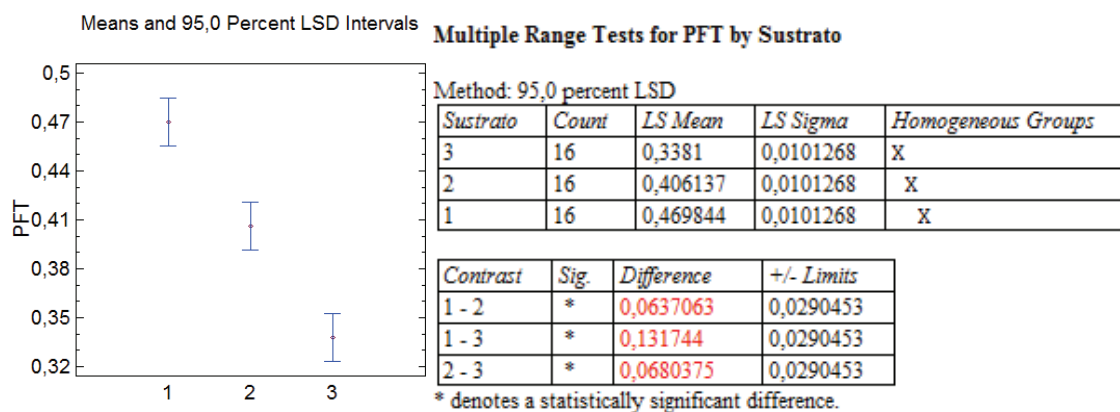 Means and 95,0 Percent LSD Intervals
PFT
0,5
0,47
0,44
0,41
0,38
0,35
0,32
1 2 3
Multiple Range Tests for PFT by Sustrato
Method: 95,0 percent LSD
Sustrato Count LS Mean LS Sigma Homogeneous Groups
3 16 0,3381 0,0101268 X
2 16 0,406137 0,0101268 X
1 16 0,469844 0,0101268 X
Contrast Sig. Difference +/- Limits
1 - 2 * 0,0637063 0,0290453
1 - 3 * 0,131744 0,0290453
2 - 3 * 0,0680375 0,0290453
* denotes a statistically significant difference.